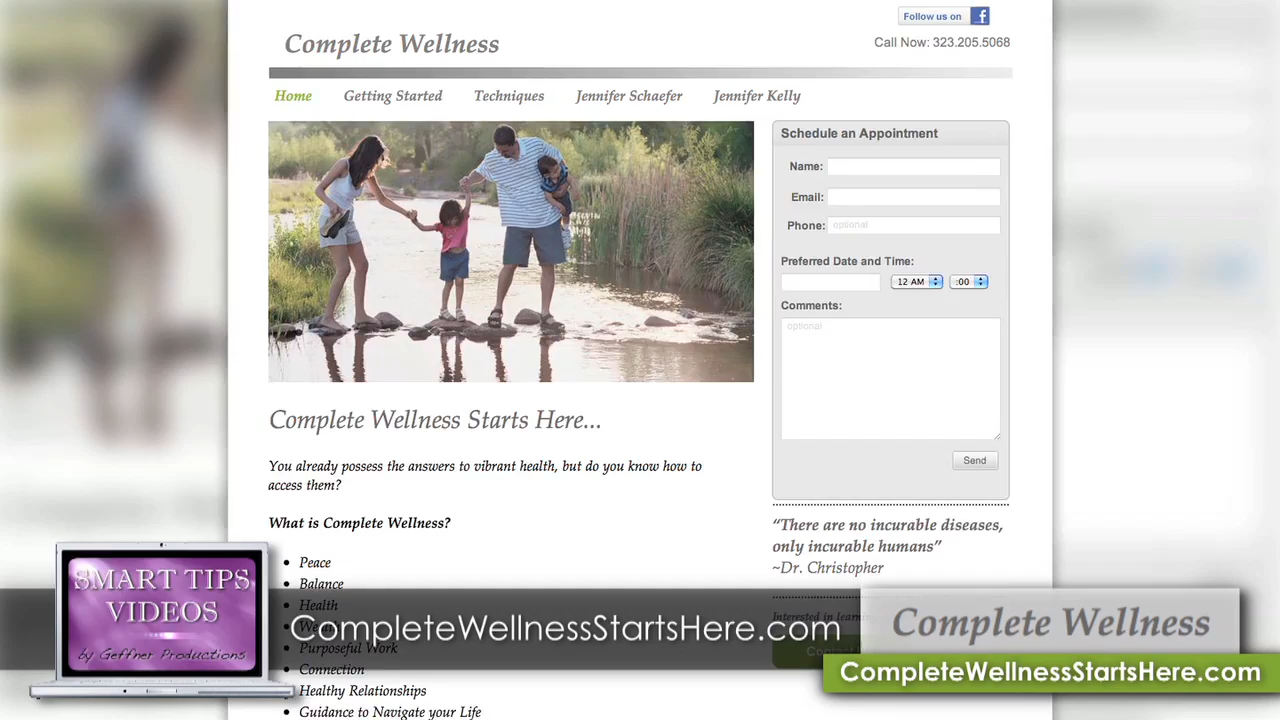 Follow us on f
Complete Wellness
Call Now: 323.205.5068
Home Getting Started Techniques Jennifer Schaefer Jennifer Kelly
Schedule an Appointment
Name:
Email:
Phone: optional
Preferred Date and Time:
12 AM :00
Comments:
optional
Send
Complete Wellness Starts Here...
You already possess the answers to vibrant health, but do you know how to
access them?
What is Complete Wellness?
• Peace
• Balance
• Health
Purposeful Work
Connection
Healthy Relationships
Guidance to Navigate your Life
“There are no incurable diseases,
only incurable humans”
~Dr. Christopher
Interested in
SMART TIPS
VIDEOS
by Geffner Productions
CompleteWellnessStartsHere.com
Complete Wellness
CompleteWellnessStartsHere.com